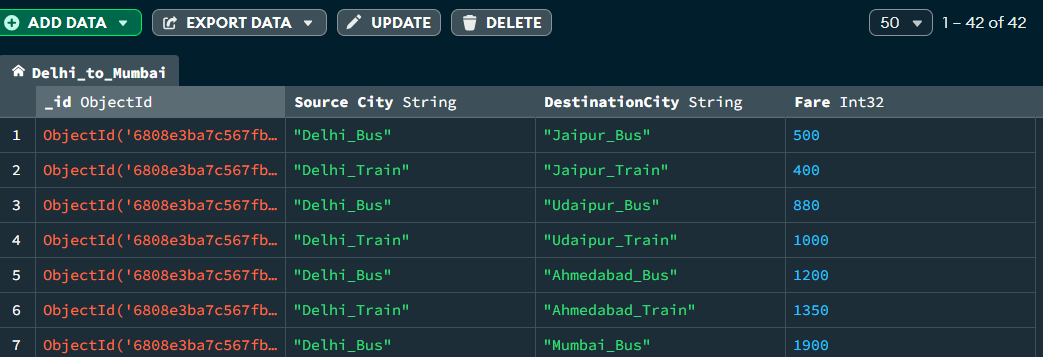 ADD DATA EXPORT DATA UPDATE DELETE 50 1 – 42 of 42
Delhi_to_Mumbai
_id ObjectId Source City String DestinationCity String Fare Int32
1 ObjectId('6808e3ba7c567fb… "Delhi_Bus" "Jaipur_Bus" 500
2 ObjectId('6808e3ba7c567fb… "Delhi_Train" "Jaipur_Train" 400
3 ObjectId('6808e3ba7c567fb… "Delhi_Bus" "Udaipur_Bus" 880
4 ObjectId('6808e3ba7c567fb… "Delhi_Train" "Udaipur_Train" 1000
5 ObjectId('6808e3ba7c567fb… "Delhi_Bus" "Ahmedabad_Bus" 1200
6 ObjectId('6808e3ba7c567fb… "Delhi_Train" "Ahmedabad_Train" 1350
7 ObjectId('6808e3ba7c567fb… "Delhi_Bus" "Mumbai_Bus" 1900